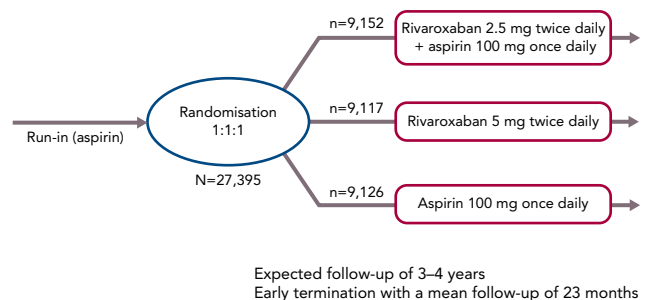 n=9,152
Rivaroxaban 2.5 mg twice daily
+ aspirin 100 mg once daily
Run-in (aspirin)
Randomisation
1:1:1
N=27,395
n=9,117
Rivaroxaban 5 mg twice daily
n=9,126
Aspirin 100 mg once daily
Expected follow-up of 3–4 years
Early termination with a mean follow-up of 23 months